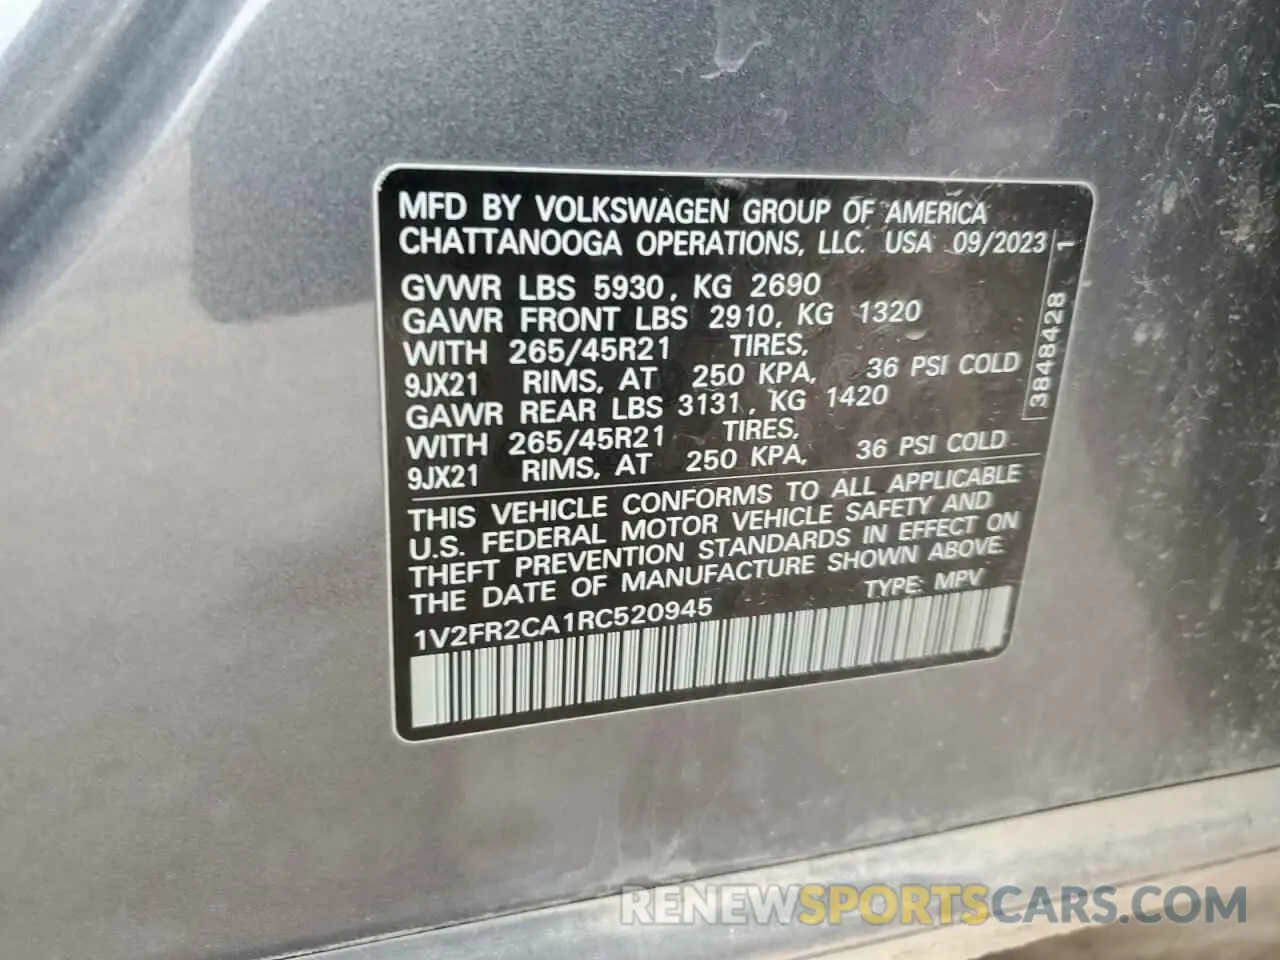 MFD BY VOLKSWAGEN GROUP OF AMERICA
CHATTANOOGA OPERATIONS, LLC. USA 09/2023
GVWR LBS 5930, KG 2690
GAWR FRONT LBS 2910, KG 1320
WITH 265/45R21 TIRES,
9JX21 RIMS, AT 250 KPA, 36 PSI COLD
GAWR REAR LBS 3131, KG 1420
WITH 265/45R21 TIRES,
9JX21 RIMS, AT 250 KPA, 36 PSI COLD
THIS VEHICLE CONFORMS TO ALL APPLICABLE
U.S. FEDERAL MOTOR VEHICLE SAFETY AND
THEFT PREVENTION STANDARDS IN EFFECT ON
THE DATE OF MANUFACTURE SHOWN ABOVE.
TYPE: MPV
1V2FR2CA1RC520945
3848428 1
RENEWSPORTSCARS.COM